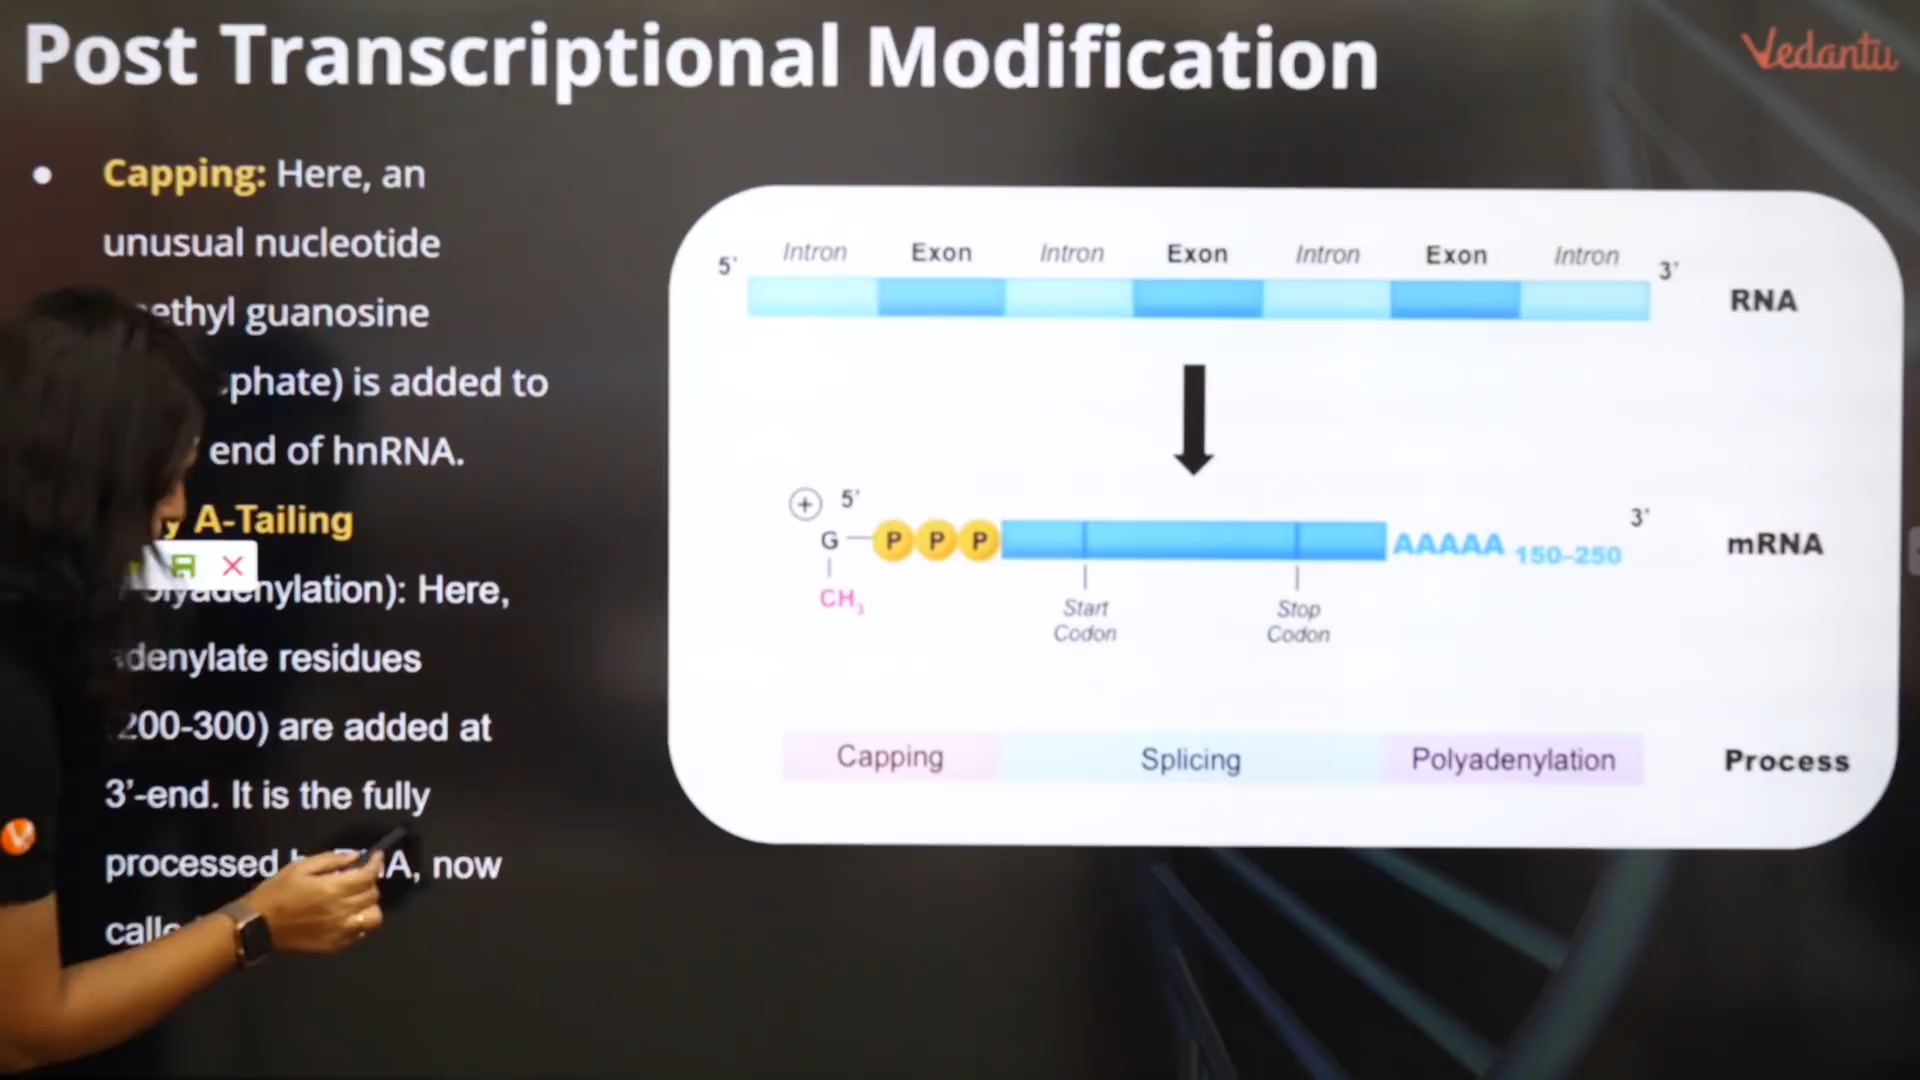 Post Transcriptional Modification
Vedantu
Capping: Here, an
unusual nucleotide
ethyl guanosine
phate) is added to
end of hnRNA.
A-Tailing
nylation): Here,
denylate residues
200-300) are added at
3’-end. It is the fully
processed A, now
5’ Intron Exon Intron Exon Intron Exon Intron 3’
RNA
+ 5’ 3’
G P P P AAAAA 150-250
mRNA
CH3
Start
Codon
Stop
Codon
Capping Splicing Polyadenylation
Process